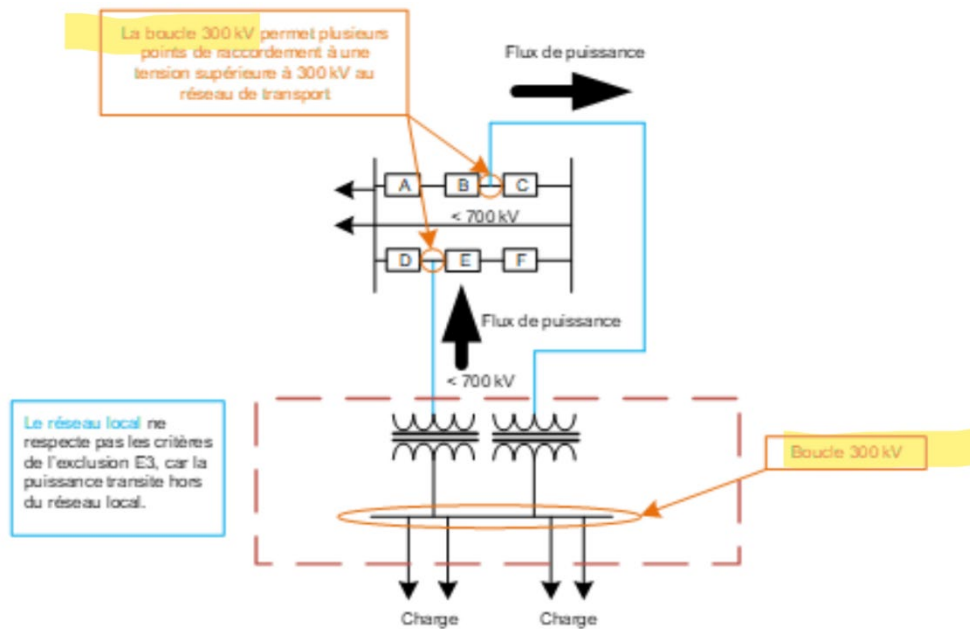 La boucle 300 kV permet plusieurs
points de raccordement à une
tension supérieure à 300 kV au
réseau de transport
Flux de puissance
A
B
C
< 700 kV
D
E
F
Flux de puissance
< 700 kV
Le réseau local ne
respecte pas les critères
de l'exclusion E3, car la
puissance transite hors
du réseau local.
Boucle 300 kV
Charge
Charge